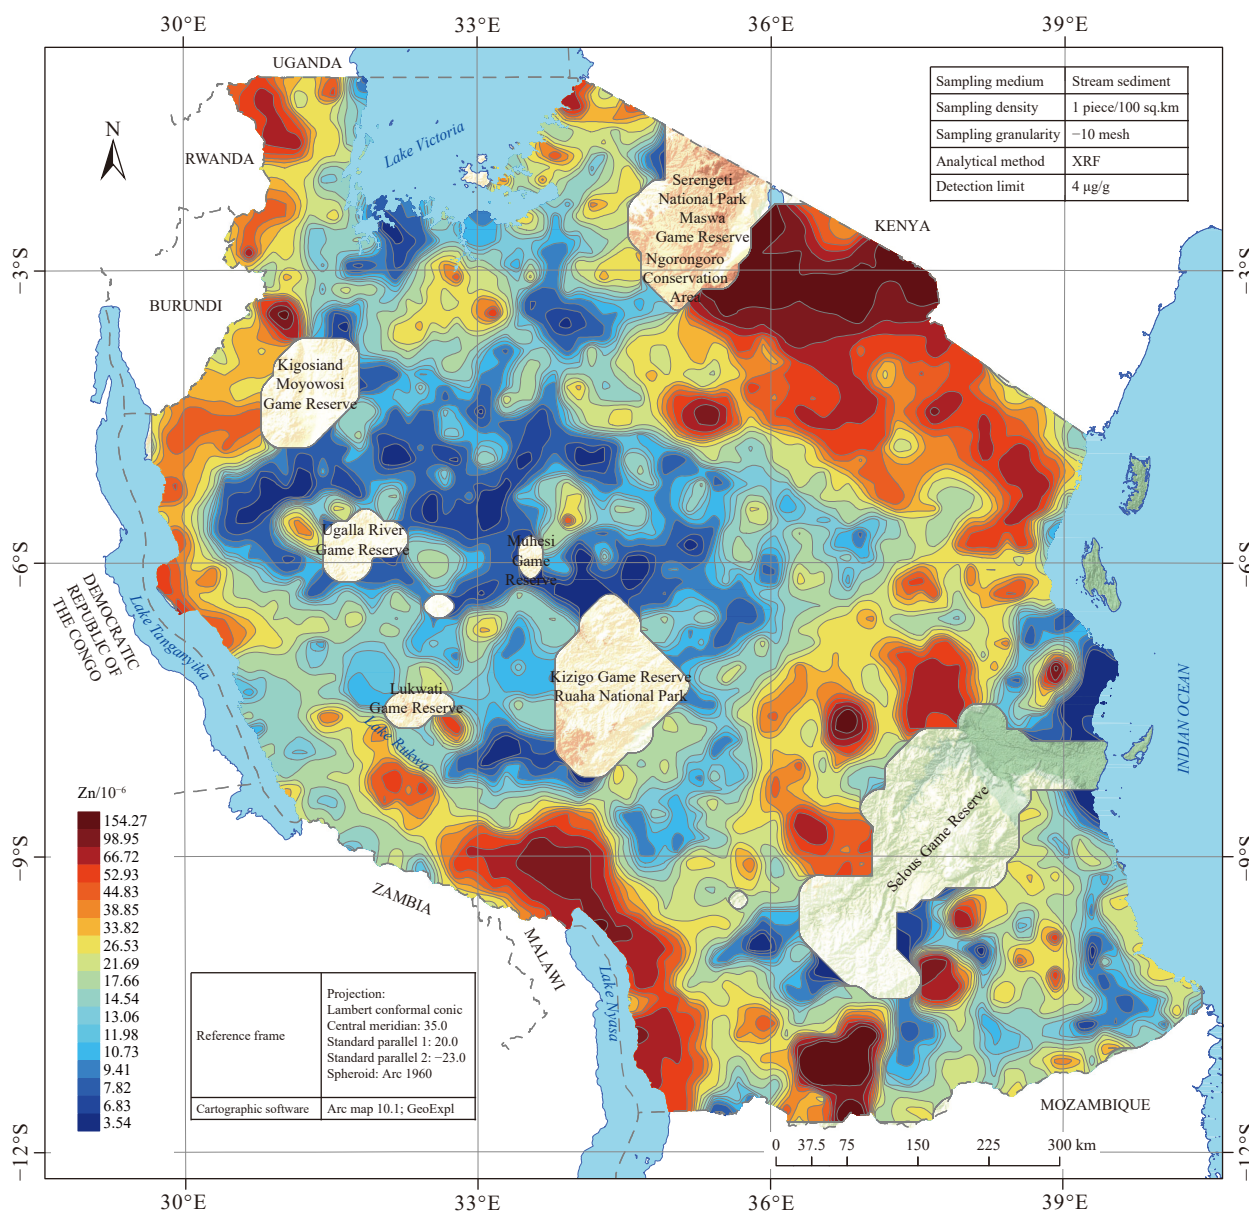 30°E
33°E
36°E
39°E
UGANDA
N
RWANDA
Lake Victoria
Sampling medium Stream sediment
Sampling density 1 piece/100 sq.km
Sampling granularity −10 mesh
Analytical method XRF
Detection limit 4 μg/g
Serengeti
National Park
Maswa
Game Reserve
Ngorongoro
Conservation
Area
KENYA
−3°S
−3°S
BURUNDI
Kigosiand
Moyowosi
Game Reserve
Ugalla River
Game Reserve
Muhesi
Game
Reserve
−6°S
−6°S
DEMOCRATIC
REPUBLIC OF
THE CONGO
Lake Tanganyika
Kizigo Game Reserve
Ruaha National Park
Lukwati
Game Reserve
Lake Rukwa
INDIAN OCEAN
Selous Game Reserve
Zn/10⁻⁶
154.27
98.95
66.72
52.93
44.83
38.85
33.82
26.53
21.69
17.66
14.54
13.06
11.98
10.73
9.41
7.82
6.83
3.54
−9°S
−9°S
ZAMBIA
MALAWI
Lake Nyasa
Reference frame
Projection:
Lambert conformal conic
Central meridian: 35.0
Standard parallel 1: 20.0
Standard parallel 2: −23.0
Spheroid: Arc 1960
Cartographic software Arc map 10.1; GeoExpl
MOZAMBIQUE
0 37.5 75 150 225 300 km
−12°S
−12°S
30°E
33°E
36°E
39°E